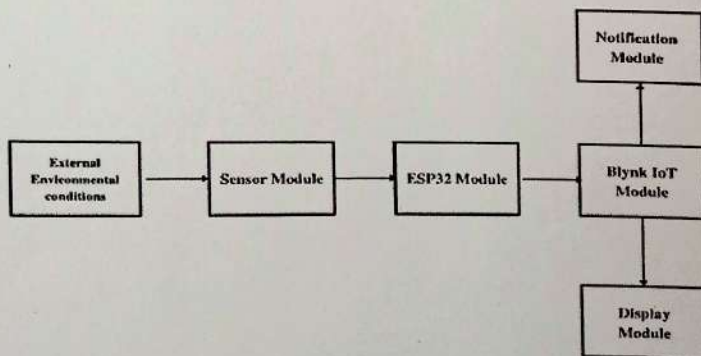 Notification
Module
External
Environmental
conditions
Sensor Module
ESP32 Module
Blynk IoT
Module
Display
Module